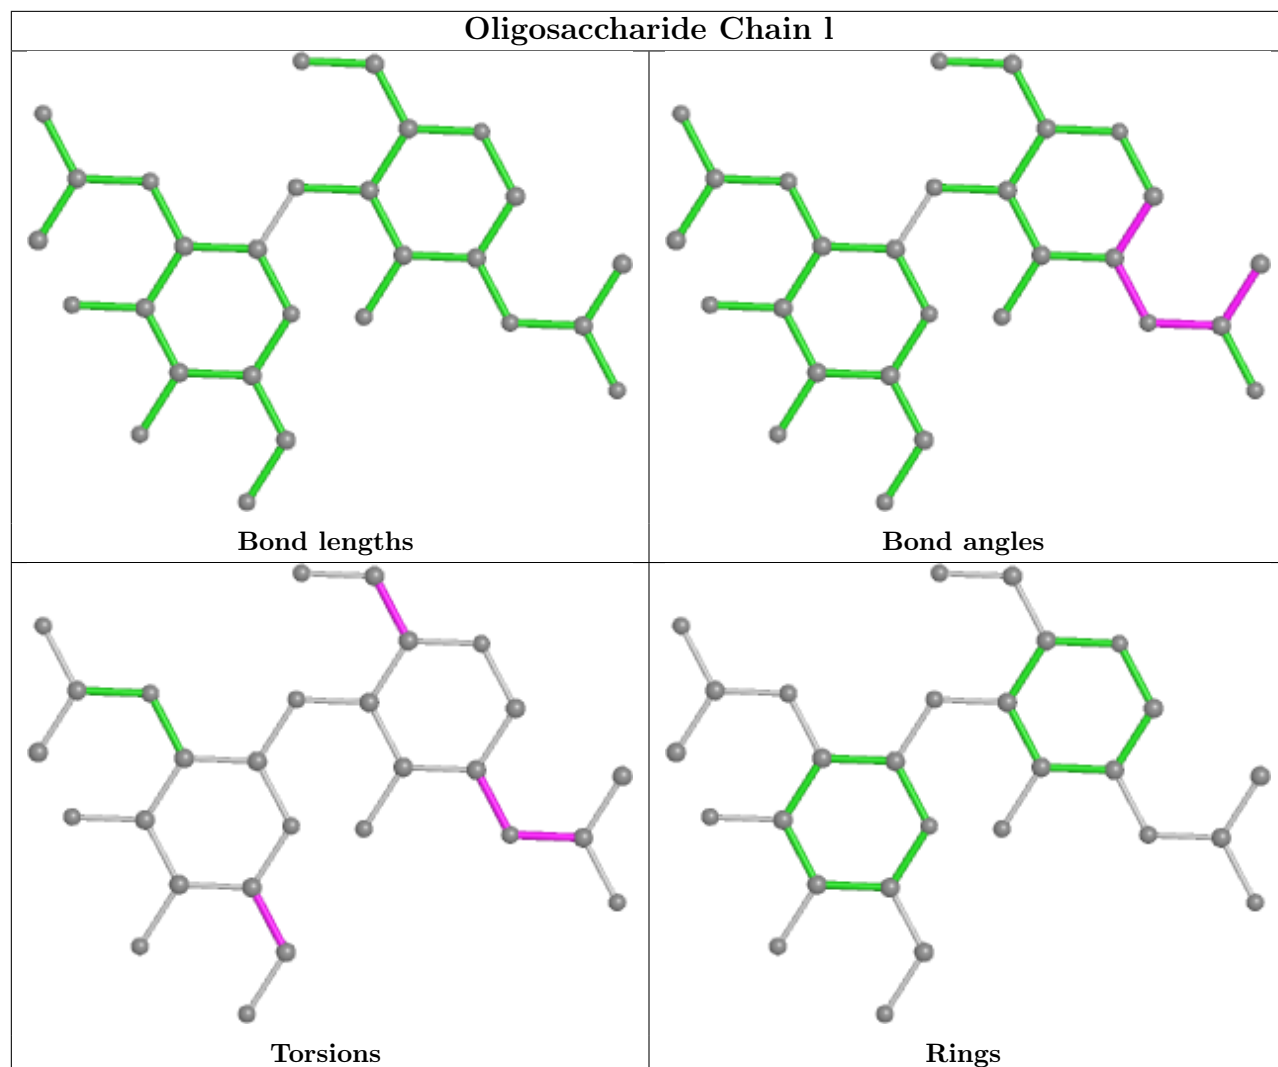 Oligosaccharide Chain l
Bond lengths
Bond angles
Torsions
Rings